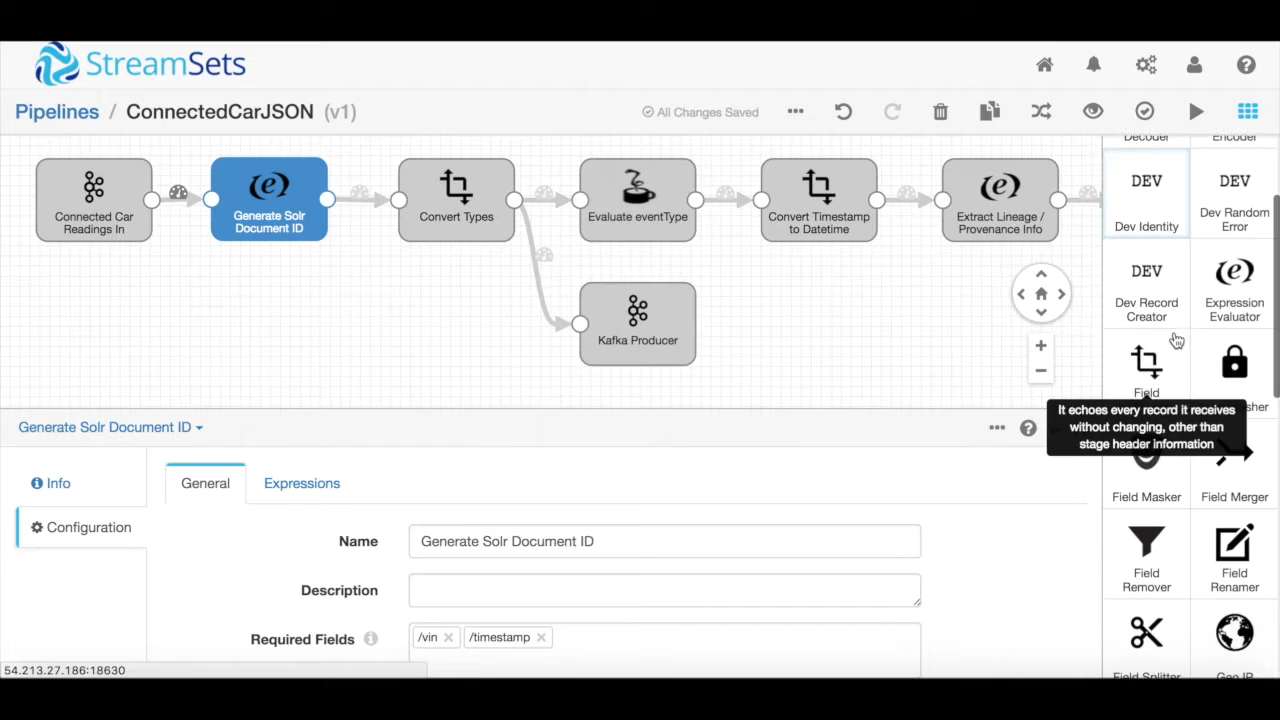 StreamSets
Pipelines / ConnectedCarJSON (v1)
All Changes Saved
Connected Car
Readings In
Generate Solr
Document ID
Convert Types
Evaluate eventType
Convert Timestamp
to Datetime
Extract Lineage /
Provenance Info
Kafka Producer
Decoder
Encoder
DEV
Dev Identity
DEV
Dev Random
Error
DEV
Dev Record
Creator
Expression
Evaluator
Field
It echoes every record it receives
without changing, other than
stage header information
Field Masker
Field Merger
Field
Remover
Field
Renamer
Field Splitter
Geo IP
Generate Solr Document ID
Info
Configuration
General
Expressions
Name
Generate Solr Document ID
Description
Required Fields
/vin
/timestamp
54.213.27.186:18630